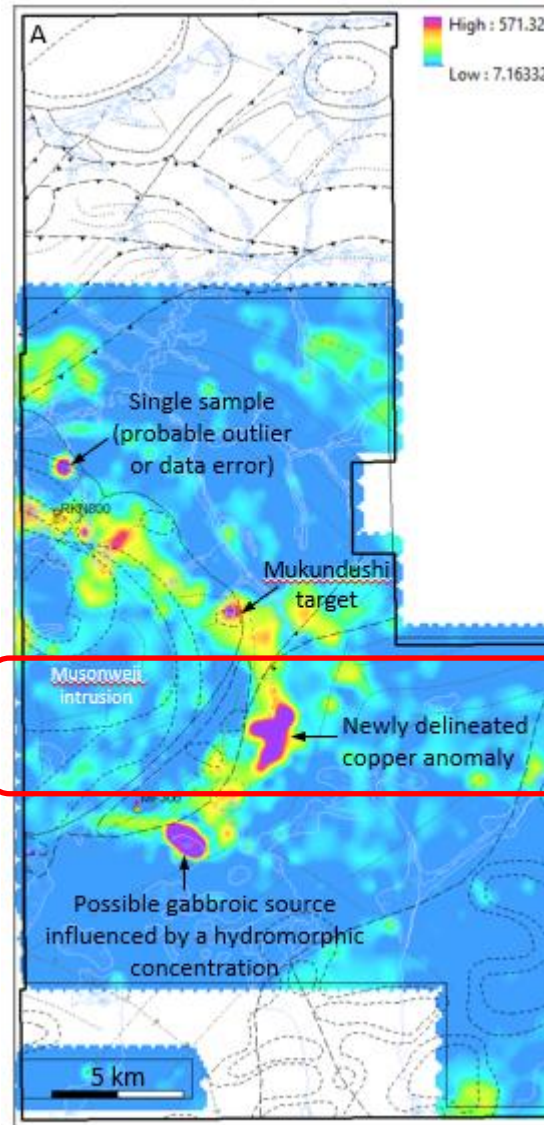 A
High : 571.32
Low : 7.16332
Single sample
(probable outlier
or data error)
RKN800
Mukundushi
target
Musonweji
intrusion
Newly delineated
copper anomaly
Possible gabbroic source
influenced by a hydromorphic
concentration
5 km